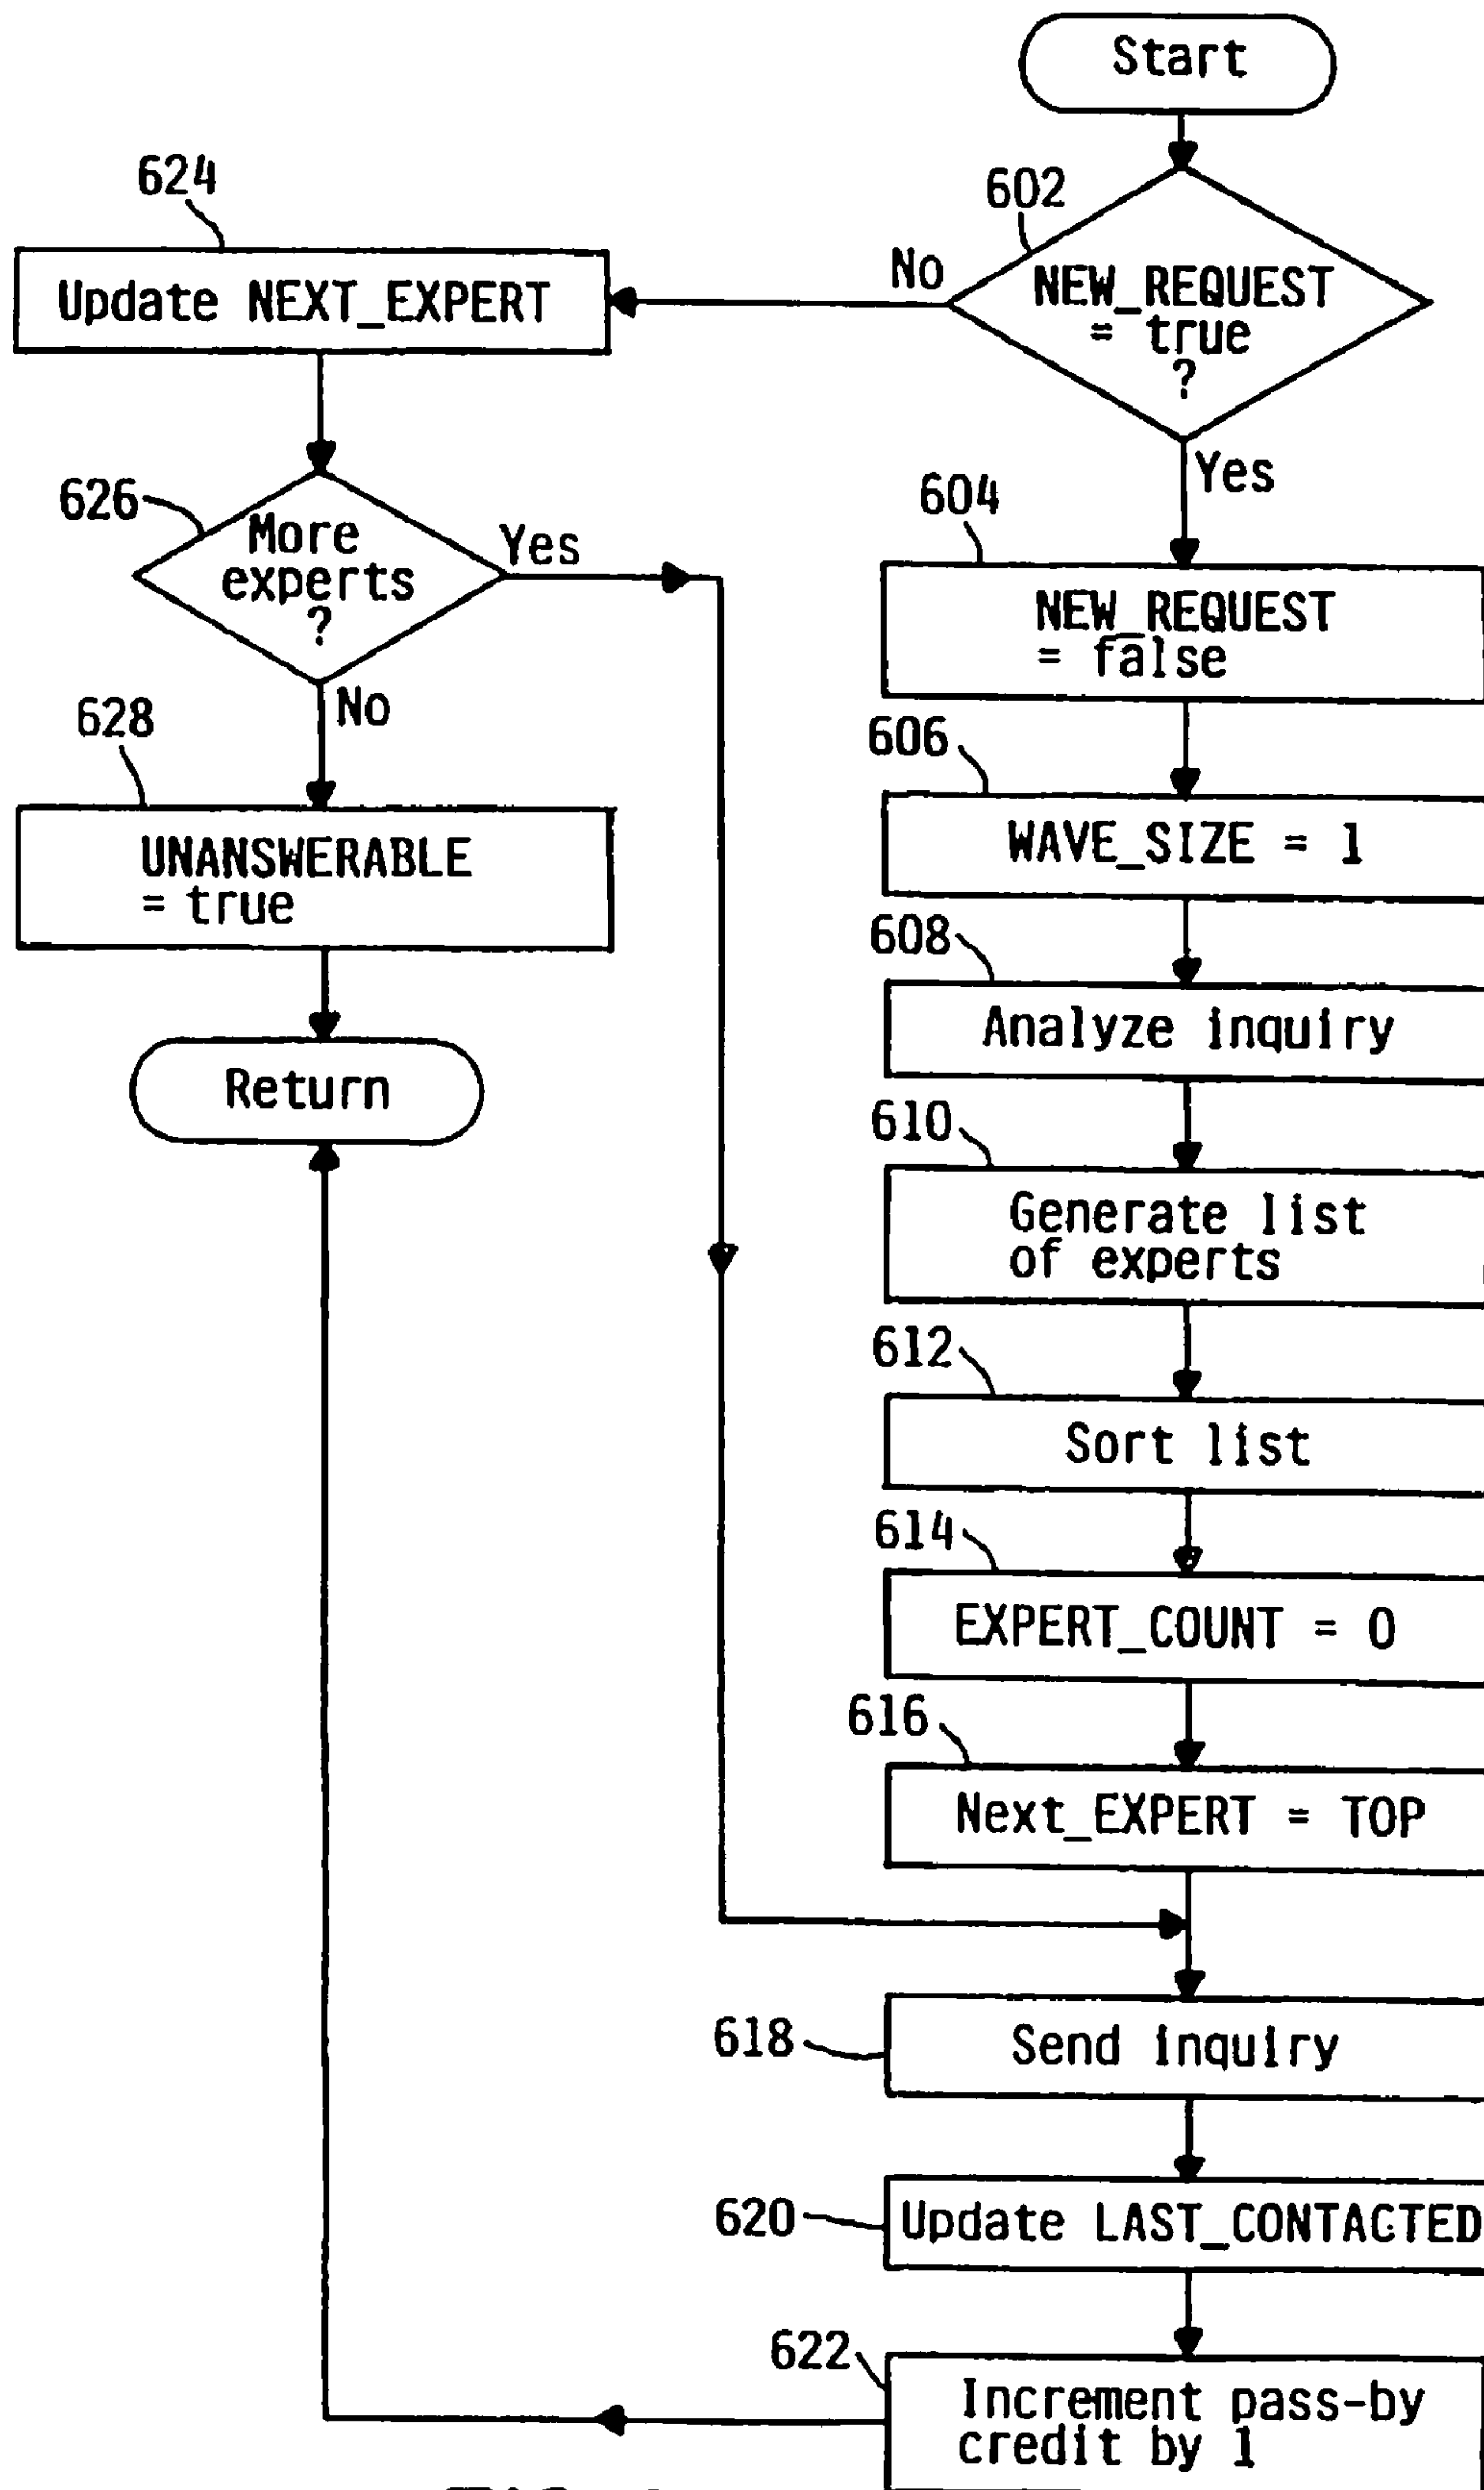 Start
602
NEW_REQUEST
= true
?
No
Yes
624
Update NEXT_EXPERT
626
More
experts
?
Yes
No
628
UNANSWERABLE
= true
Return
604
NEW_REQUEST
= false
606
WAVE_SIZE = 1
608
Analyze inquiry
610
Generate list
of experts
612
Sort list
614
EXPERT_COUNT = 0
616
Next_EXPERT = TOP
618
Send inquiry
620
Update LAST_CONTACTED
622
Increment pass-by
credit by 1